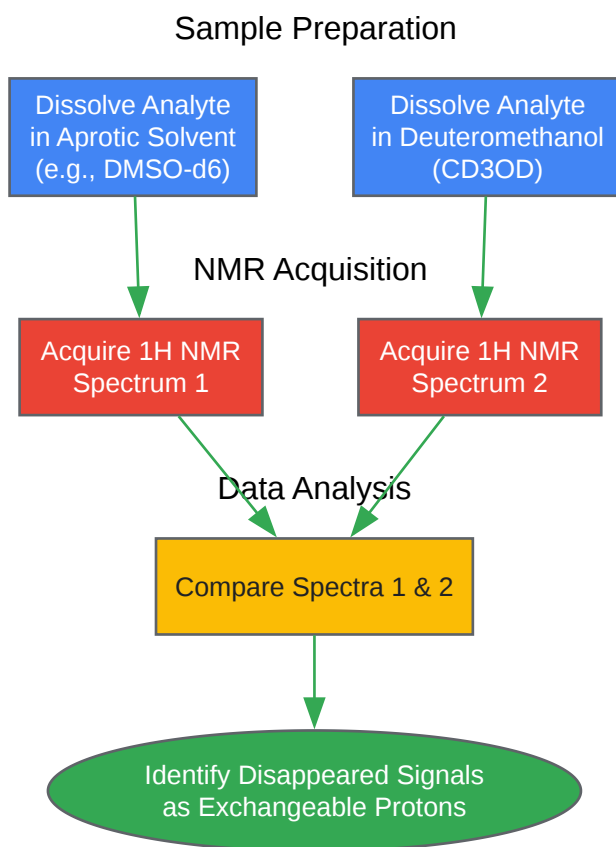 Sample Preparation
Dissolve Analyte
in Aprotic Solvent
(e.g., DMSO-d6)
Dissolve Analyte
in Deuteromethanol
(CD3OD)
NMR Acquisition
Acquire 1H NMR
Spectrum 1
Acquire 1H NMR
Spectrum 2
Data Analysis
Compare Spectra 1 & 2
Identify Disappeared Signals
as Exchangeable Protons